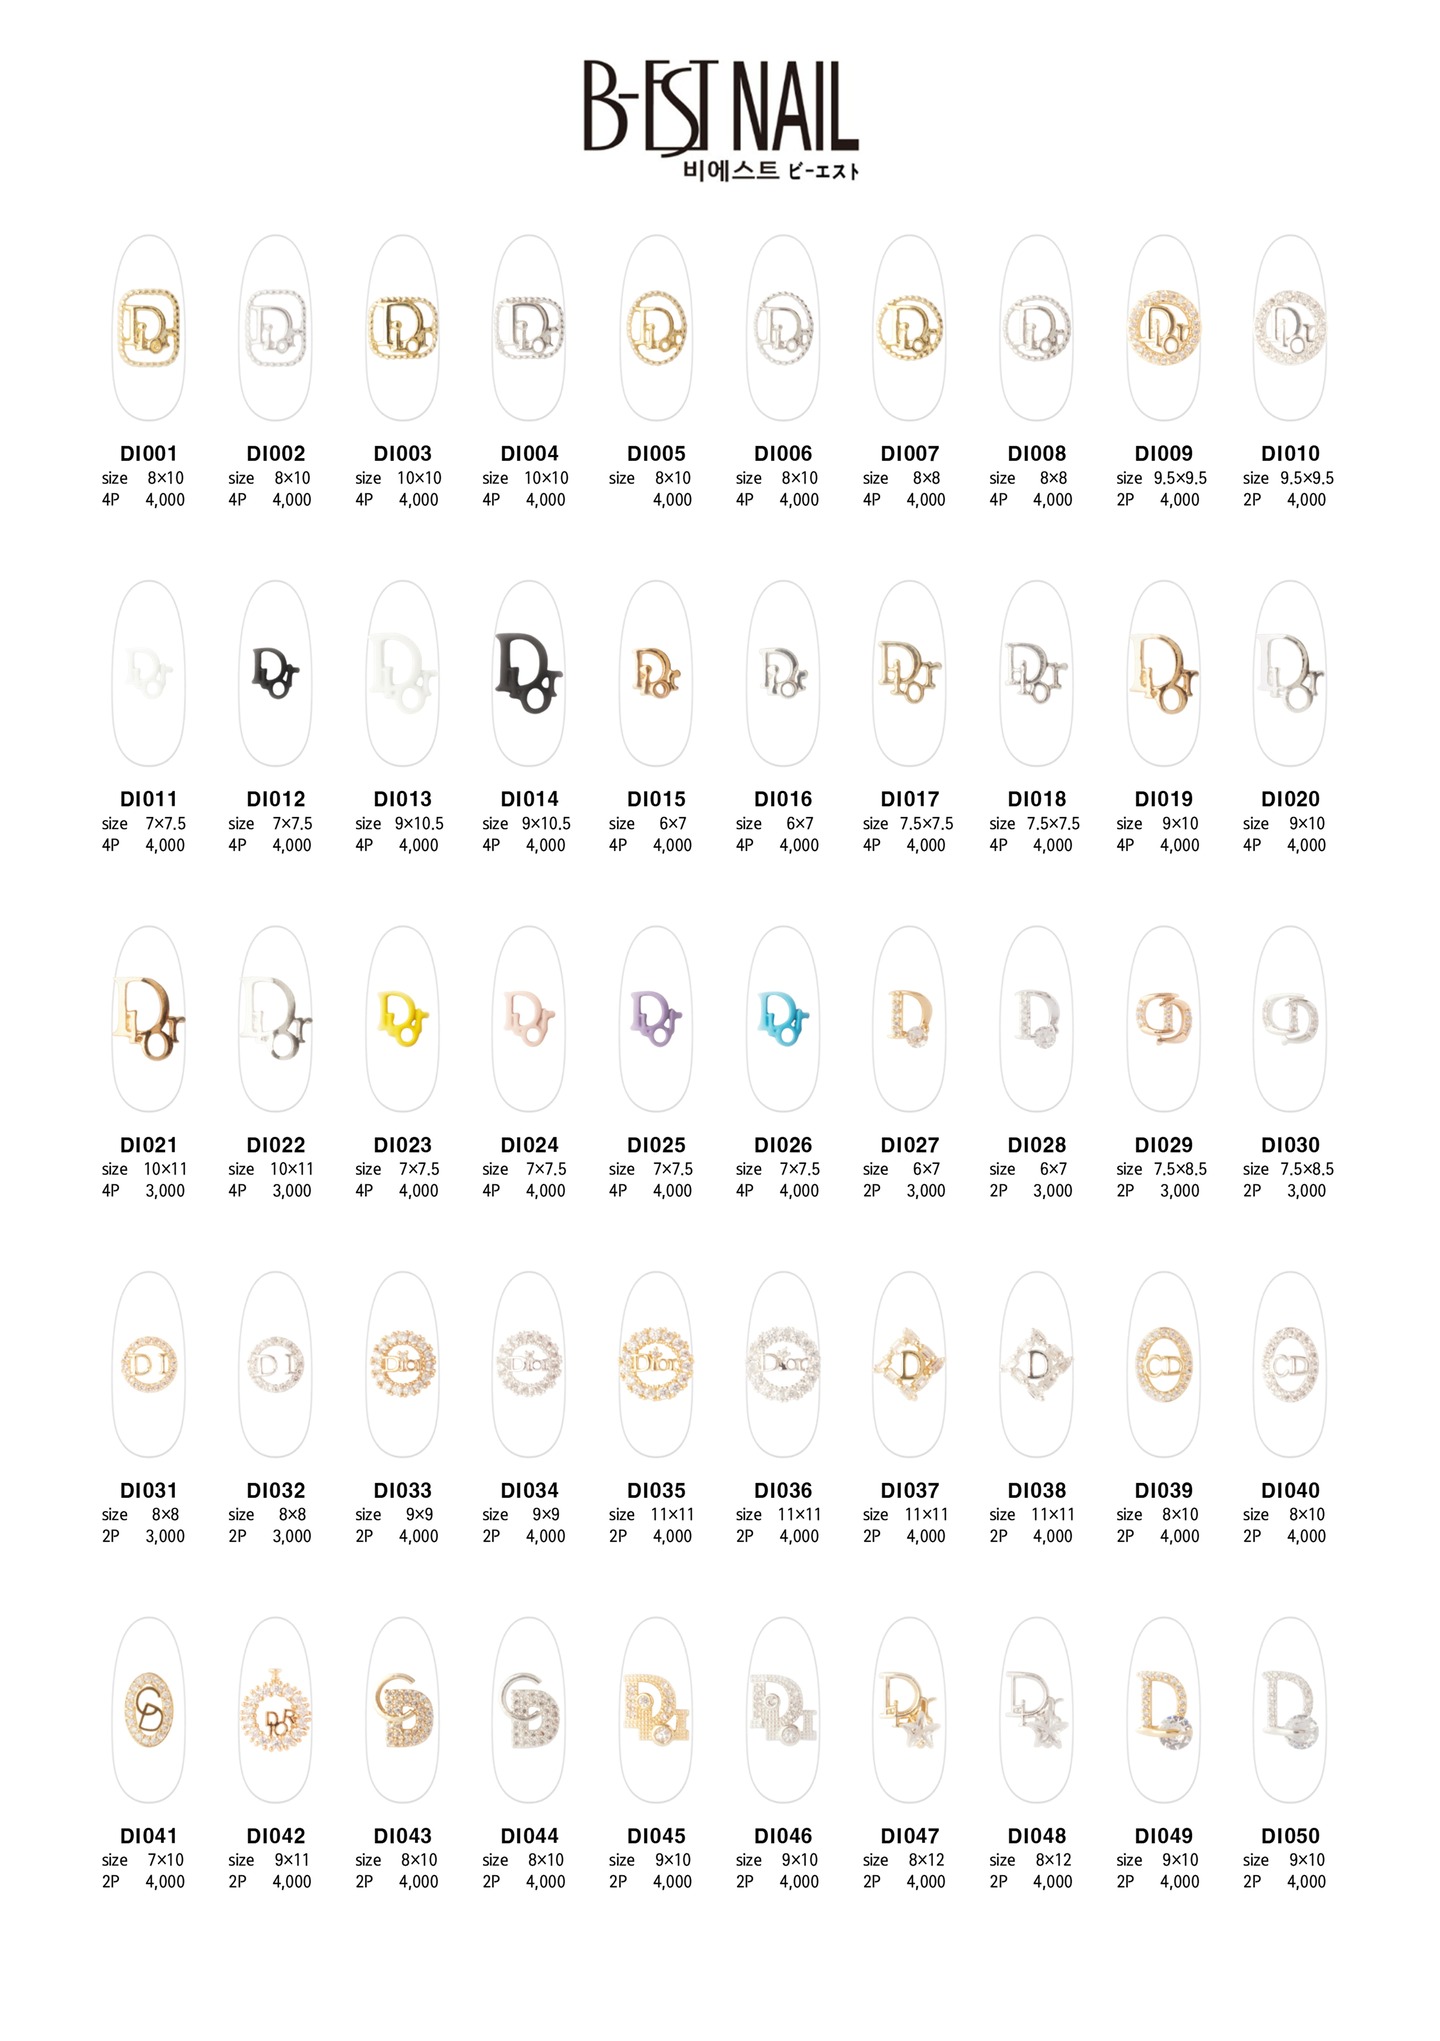 B-EST NAIL
비에스트 ビーエスト
DI001 DI002 DI003 DI004 DI005 DI006 DI007 DI008 DI009 DI010
size 8×10 size 8×10 size 10×10 size 10×10 size 8×10 size 8×10 size 8×8 size 8×8 size 9.5×9.5 size 9.5×9.5
4P 4,000 4P 4,000 4P 4,000 4P 4,000 4,000 4P 4,000 4P 4,000 4P 4,000 2P 4,000 2P 4,000
DI011 DI012 DI013 DI014 DI015 DI016 DI017 DI018 DI019 DI020
size 7×7.5 size 7×7.5 size 9×10.5 size 9×10.5 size 6×7 size 6×7 size 7.5×7.5 size 7.5×7.5 size 9×10 size 9×10
4P 4,000 4P 4,000 4P 4,000 4P 4,000 4P 4,000 4P 4,000 4P 4,000 4P 4,000 4P 4,000 4P 4,000
DI021 DI022 DI023 DI024 DI025 DI026 DI027 DI028 DI029 DI030
size 10×11 size 10×11 size 7×7.5 size 7×7.5 size 7×7.5 size 7×7.5 size 6×7 size 6×7 size 7.5×8.5 size 7.5×8.5
4P 3,000 4P 3,000 4P 4,000 4P 4,000 4P 4,000 4P 4,000 2P 3,000 2P 3,000 2P 3,000 2P 3,000
DI031 DI032 DI033 DI034 DI035 DI036 DI037 DI038 DI039 DI040
size 8×8 size 8×8 size 9×9 size 9×9 size 11×11 size 11×11 size 11×11 size 11×11 size 8×10 size 8×10
2P 3,000 2P 3,000 2P 4,000 2P 4,000 2P 4,000 2P 4,000 2P 4,000 2P 4,000 2P 4,000 2P 4,000
DI041 DI042 DI043 DI044 DI045 DI046 DI047 DI048 DI049 DI050
size 7×10 size 9×11 size 8×10 size 8×10 size 9×10 size 9×10 size 8×12 size 8×12 size 9×10 size 9×10
2P 4,000 2P 4,000 2P 4,000 2P 4,000 2P 4,000 2P 4,000 2P 4,000 2P 4,000 2P 4,000 2P 4,000